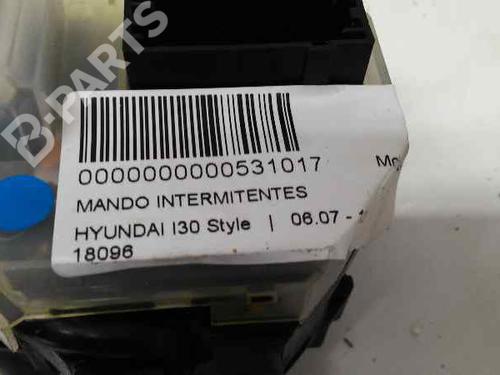 B-PARTS
0000000000531017
MANDO INTERMITENTES
HYUNDAI I30 Style | 06.07 -
18096